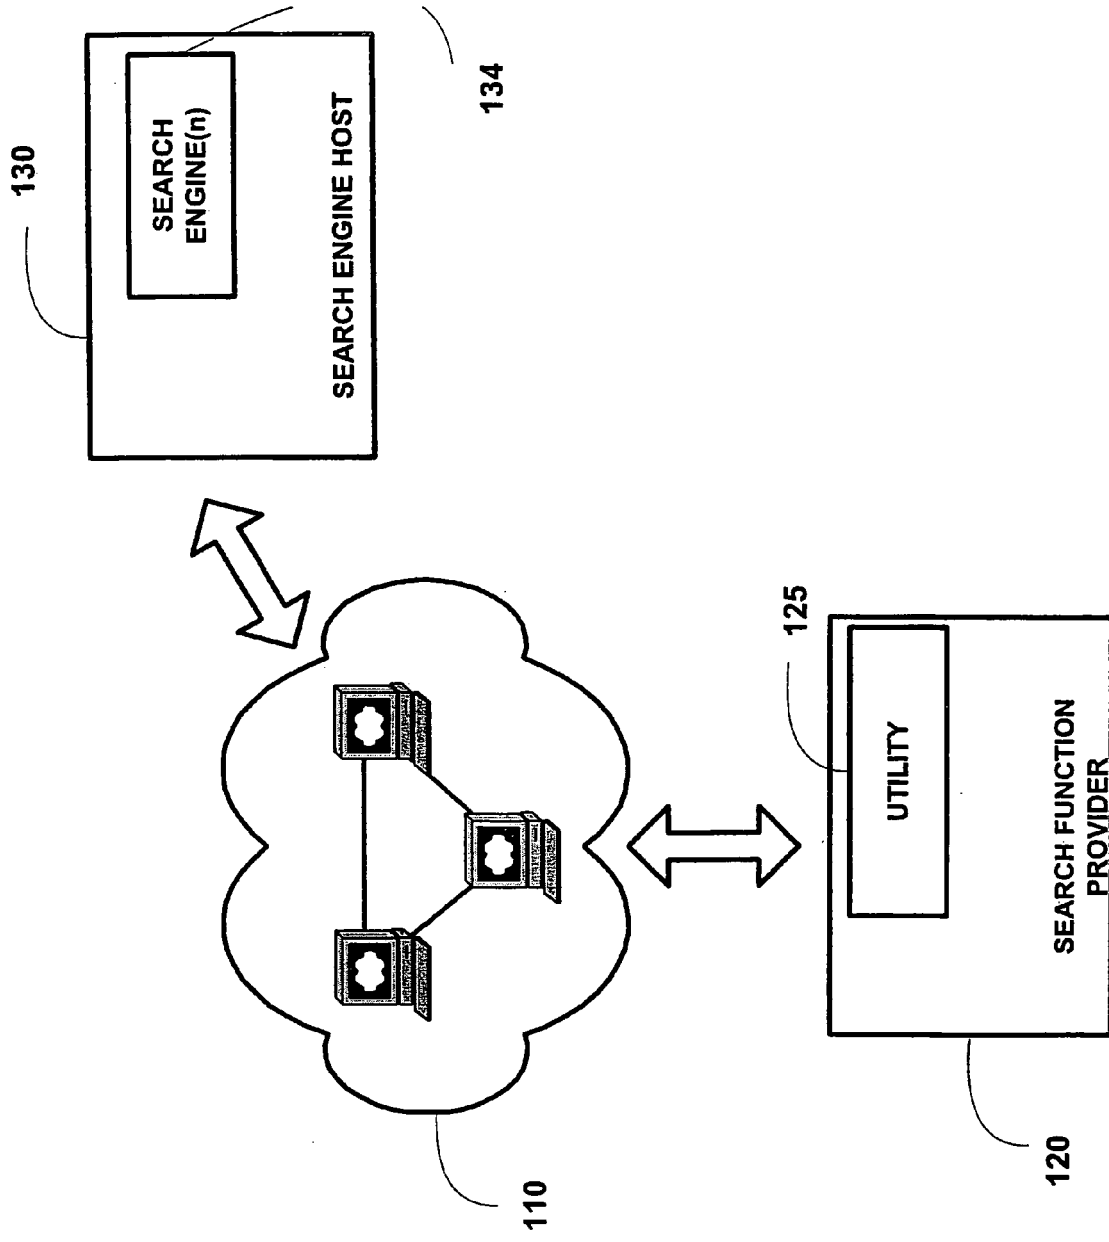 130
SEARCH
ENGINE(n)
SEARCH ENGINE HOST
134
125
UTILITY
SEARCH FUNCTION
PROVIDER
120
110